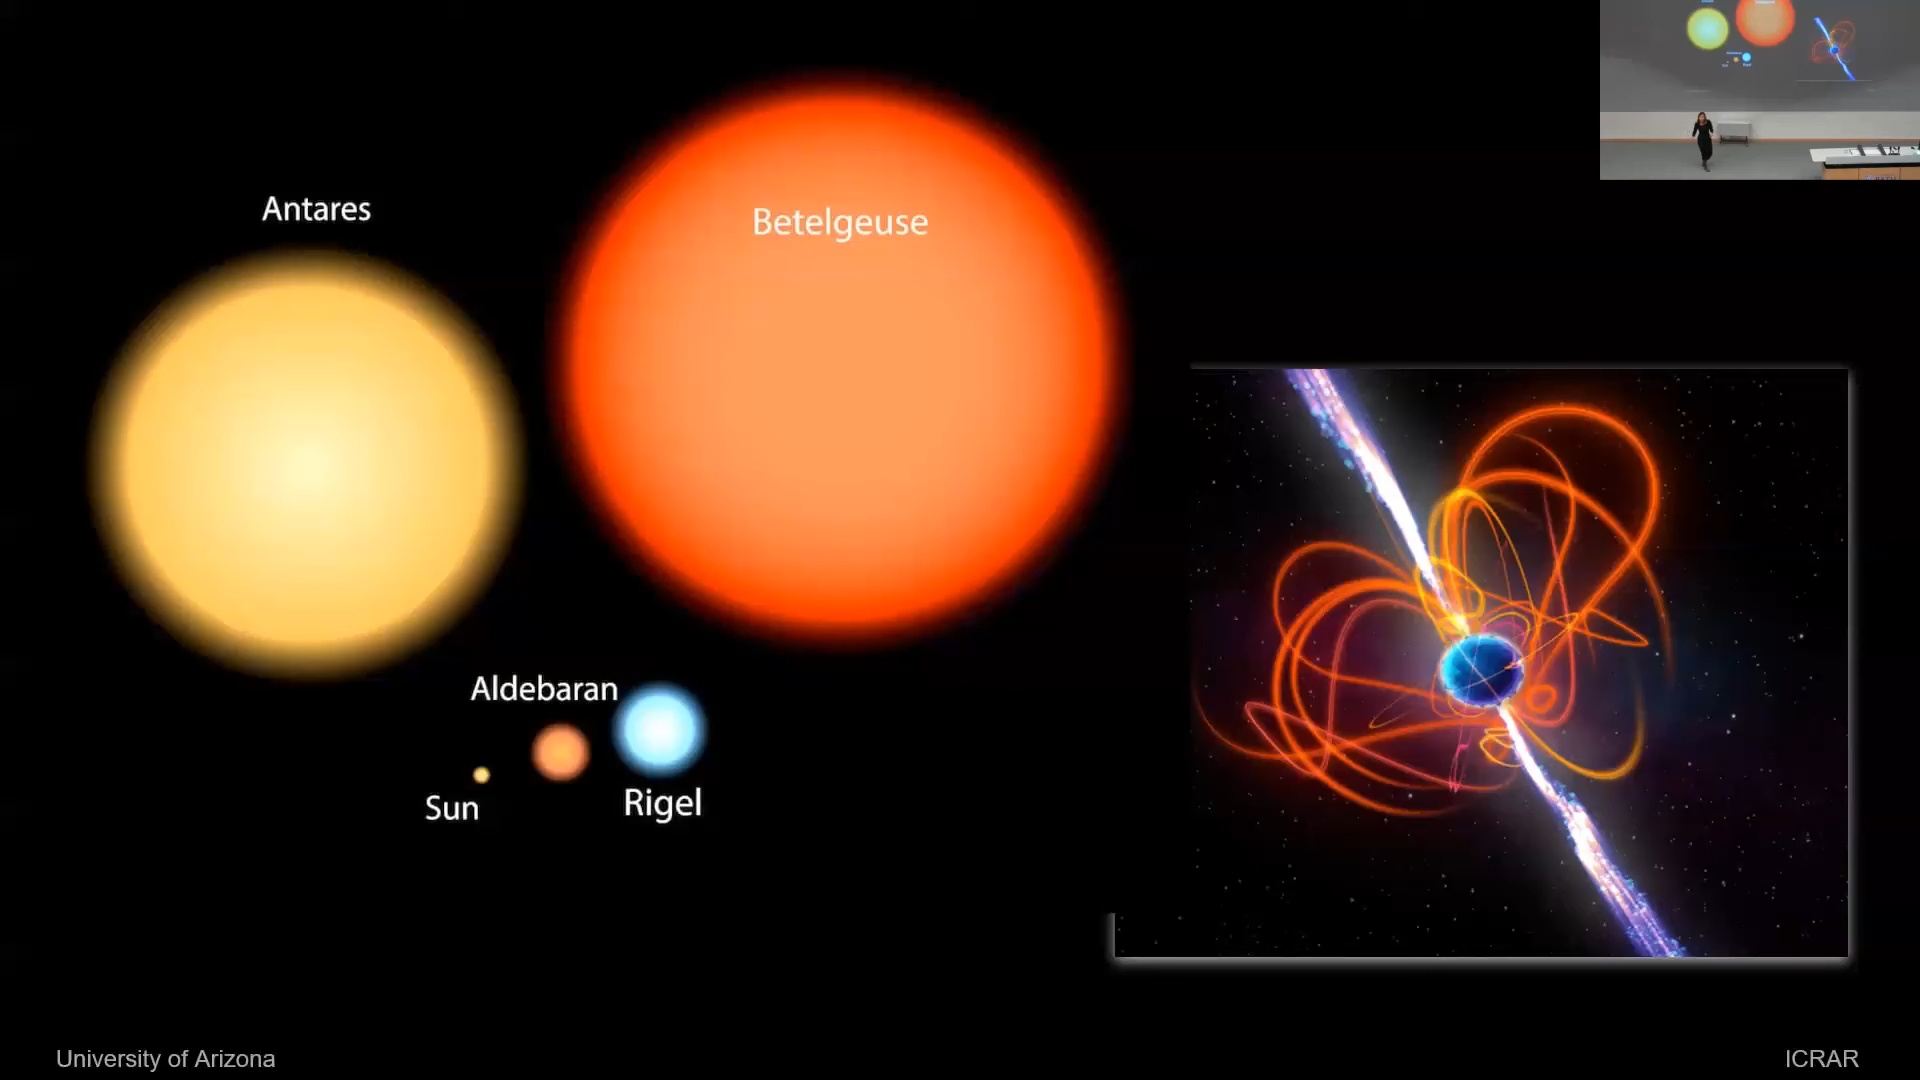 Antares
Betelgeuse
Aldebaran
Sun
Rigel
University of Arizona
ICRAR